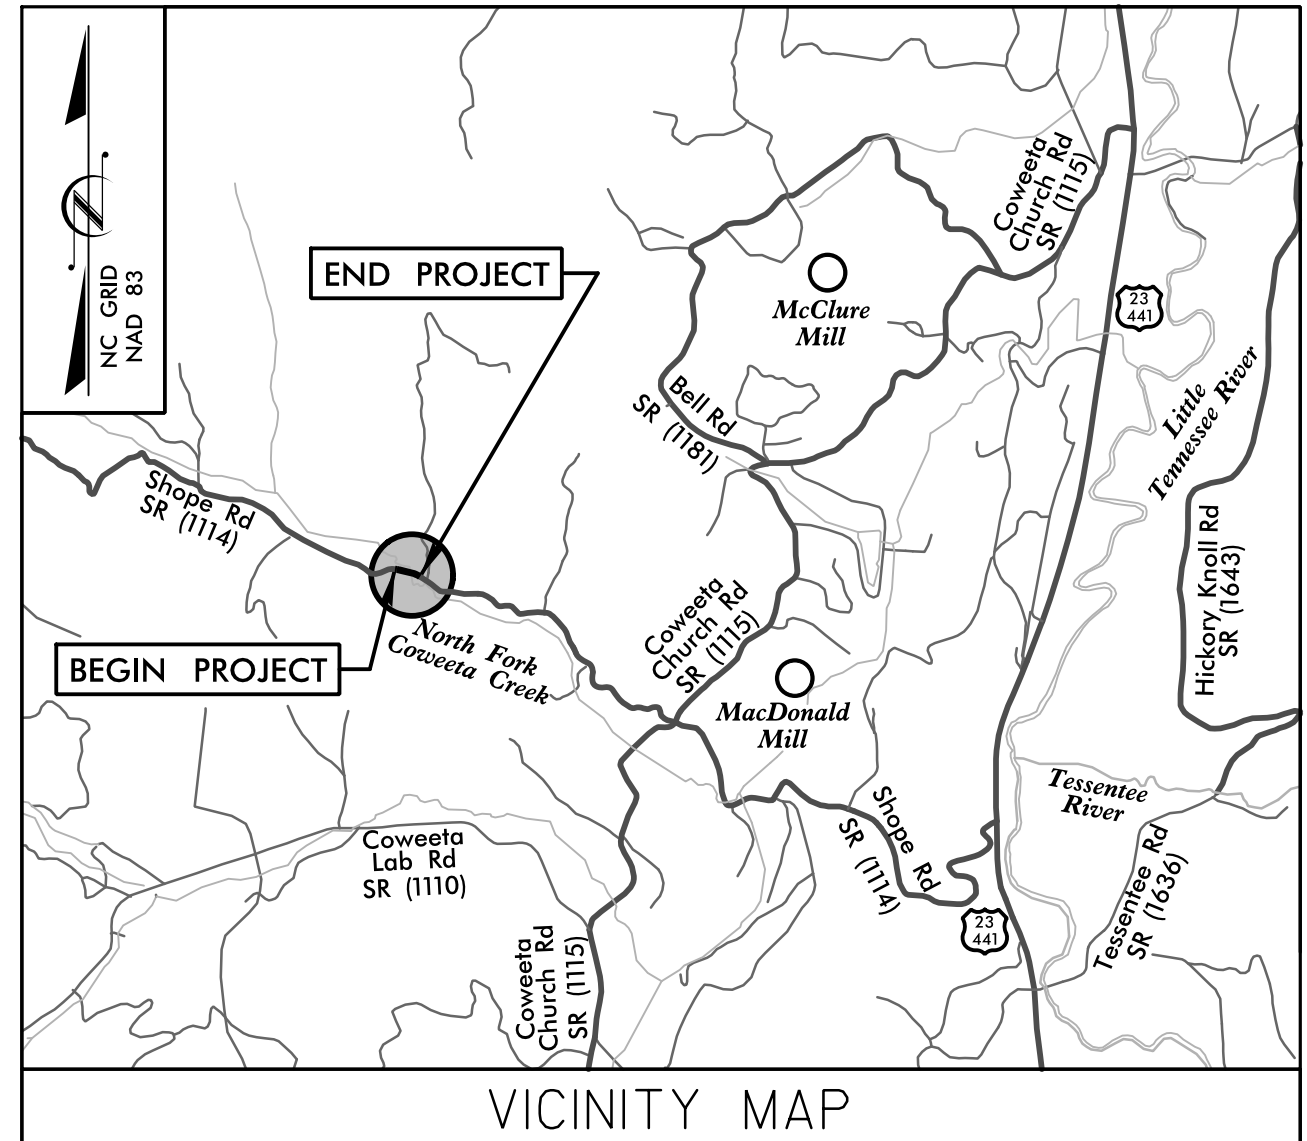 NC GRID
NAD 83
Coweeta
Church Rd
SR (1115)
END PROJECT
McClure
Mill
23
441
Little
Tennessee River
Bell Rd
SR (1181)
Shope Rd
SR (1114)
Hickory Knoll Rd
SR (1643)
Coweeta
Church Rd
SR (1115)
North Fork
Coweeta Creek
BEGIN PROJECT
MacDonald
Mill
Tessentee
River
Shope Rd
SR (1114)
Coweeta
Lab Rd
SR (1110)
Tessentee Rd
SR (1636)
23
441
Coweeta
Church Rd
SR (1115)
VICINITY MAP